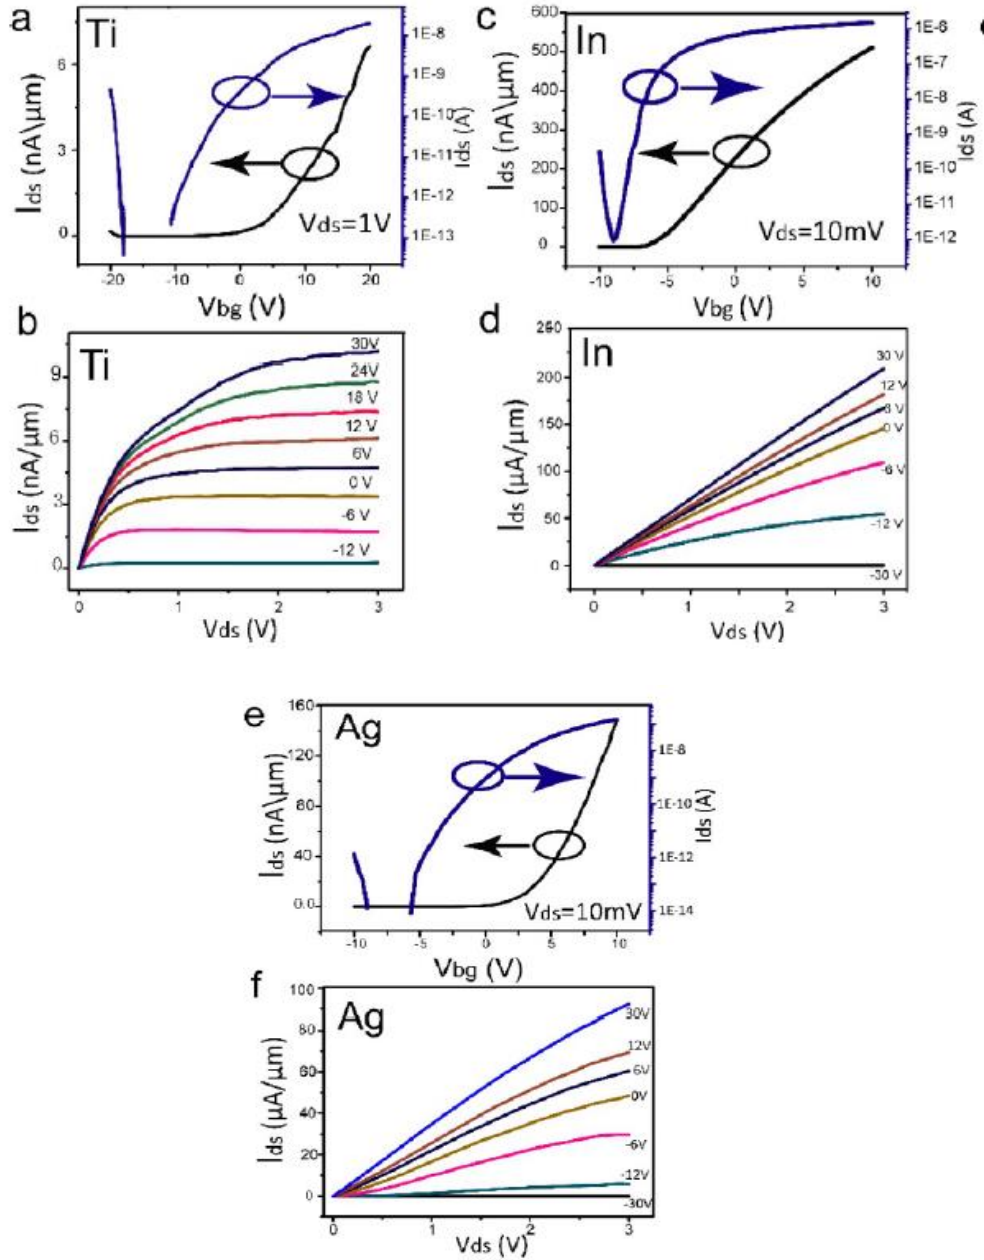 a
Ti
6
3
0
Ids (nA\μm)
1E-8
1E-9
1E-10
1E-11
1E-12
1E-13
Ids (A)
Vds=1V
-20
-10
0
10
20
Vbg (V)
c
In
600
500
400
300
200
100
0
Ids (nA\μm)
1E-6
1E-7
1E-8
1E-9
1E-10
1E-11
1E-12
Ids (A)
Vds=10mV
-10
-5
0
5
10
Vbg (V)
b
Ti
9
6
3
0
Ids (nA/μm)
30V
24V
18 V
12 V
6V
0 V
-6 V
-12 V
0
1
2
3
Vds (V)
d
In
250
200
150
100
50
0
Ids (μA/μm)
30 V
12 V
6 V
0 V
-6 V
-12 V
-30 V
0
1
2
3
Vds (V)
e
Ag
160
120
80
40
0.0
Ids (nA\μm)
1E-8
1E-10
1E-12
1E-14
Ids (A)
Vds=10mV
-10
-5
0
5
10
Vbg (V)
f
Ag
100
80
60
40
20
0
Ids (μA/μm)
30V
12V
6V
0V
-6V
-12V
-30V
0
1
2
3
Vds (V)